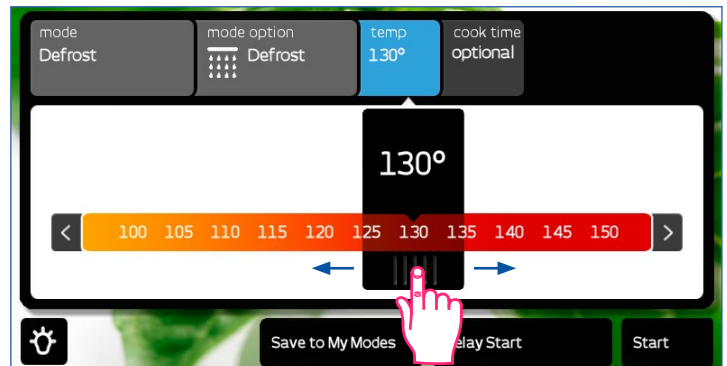 mode
Defrost
mode option
Defrost
temp
130°
cook time
optional
130°
< 100 105 110 115 120 125 130 135 140 145 150 >
Save to My Modes
elay Start
Start